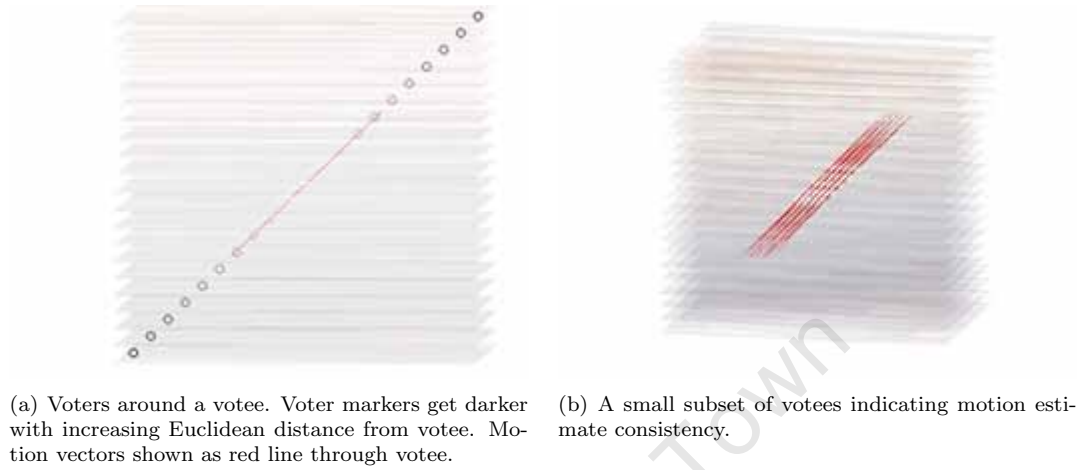 (a) Voters around a votee. Voter markers get darker
with increasing Euclidean distance from votee. Mo-
tion vectors shown as red line through votee.
(b) A small subset of votees indicating motion esti-
mate consistency.
Town